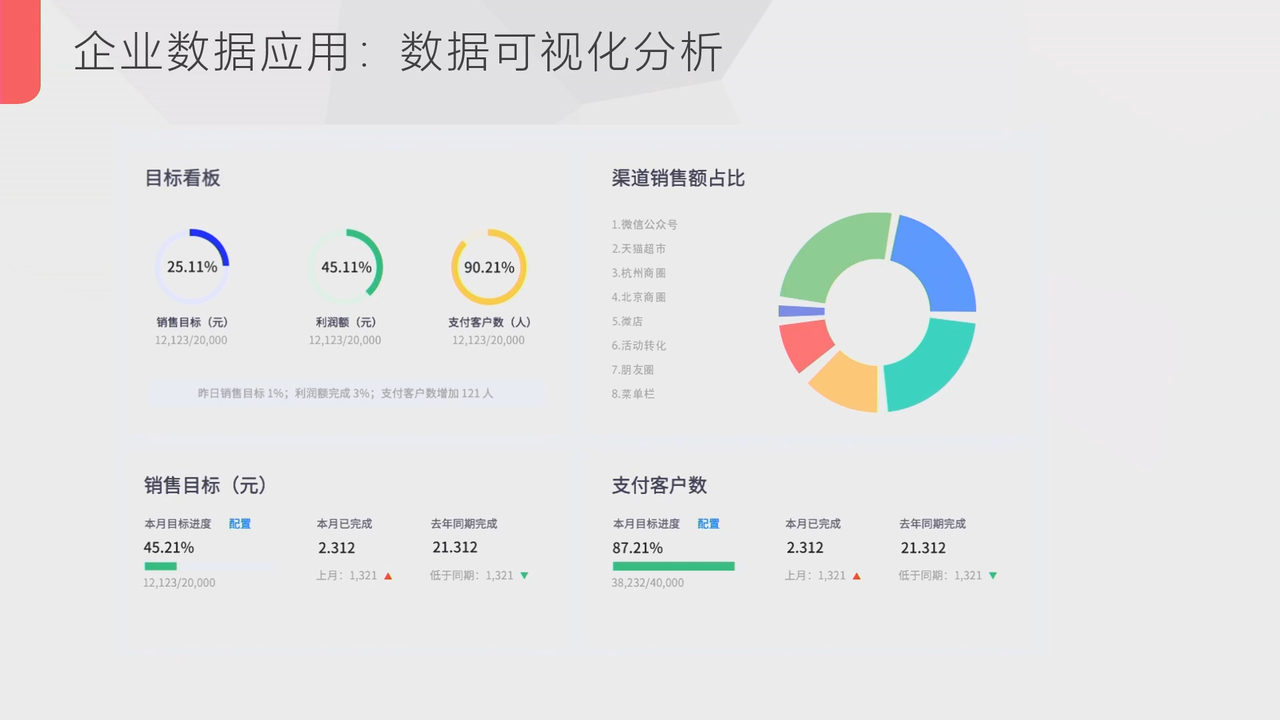 企业数据应用：数据可视化分析
目标看板
25.11%
45.11%
90.21%
销售目标（元）
利润额（元）
支付客户数（人）
12,123/20,000
12,123/20,000
12,123/20,000
昨日销售目标 1%；利润额完成 3%；支付客户数增加 121 人
渠道销售额占比
1.微信公众号
2.天猫超市
3.杭州商圈
4.北京商圈
5.微店
6.活动转化
7.朋友圈
8.菜单栏
销售目标（元）
本月目标进度 配置
45.21%
12,123/20,000
本月已完成
2.312
上月：1,321
去年同期完成
21.312
低于同期：1,321
支付客户数
本月目标进度 配置
87.21%
38,232/40,000
本月已完成
2.312
上月：1,321
去年同期完成
21.312
低于同期：1,321